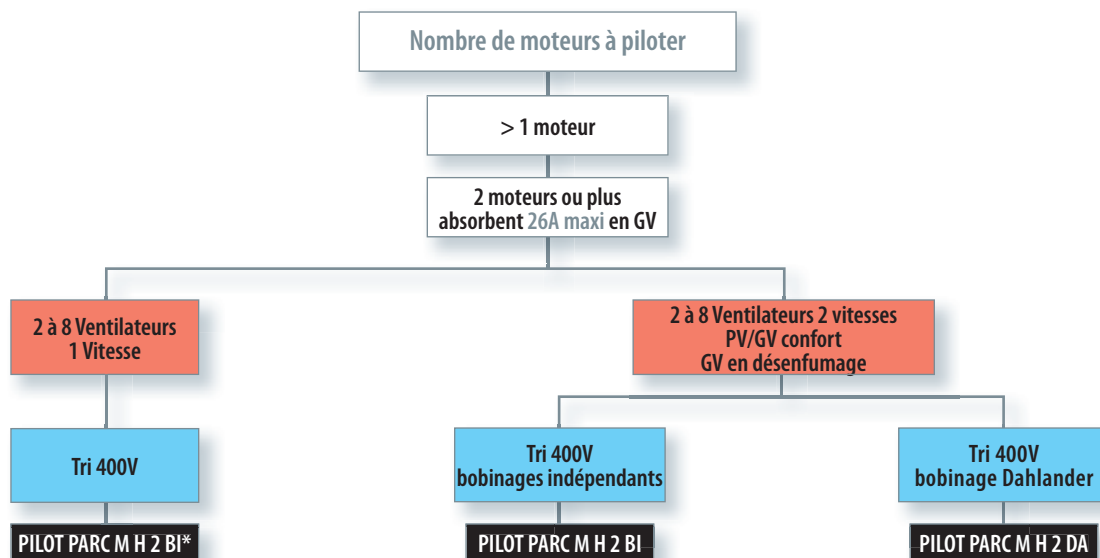 Nombre de moteurs à piloter
> 1 moteur
2 moteurs ou plus
absorbent 26A maxi en GV
2 à 8 Ventilateurs
1 Vitesse
2 à 8 Ventilateurs 2 vitesses
PV/GV confort
GV en désenfumage
Tri 400V
Tri 400V
bobinages indépendants
Tri 400V
bobinage Dahlander
PILOT PARC M H 2 BI*
PILOT PARC M H 2 BI
PILOT PARC M H 2 DA